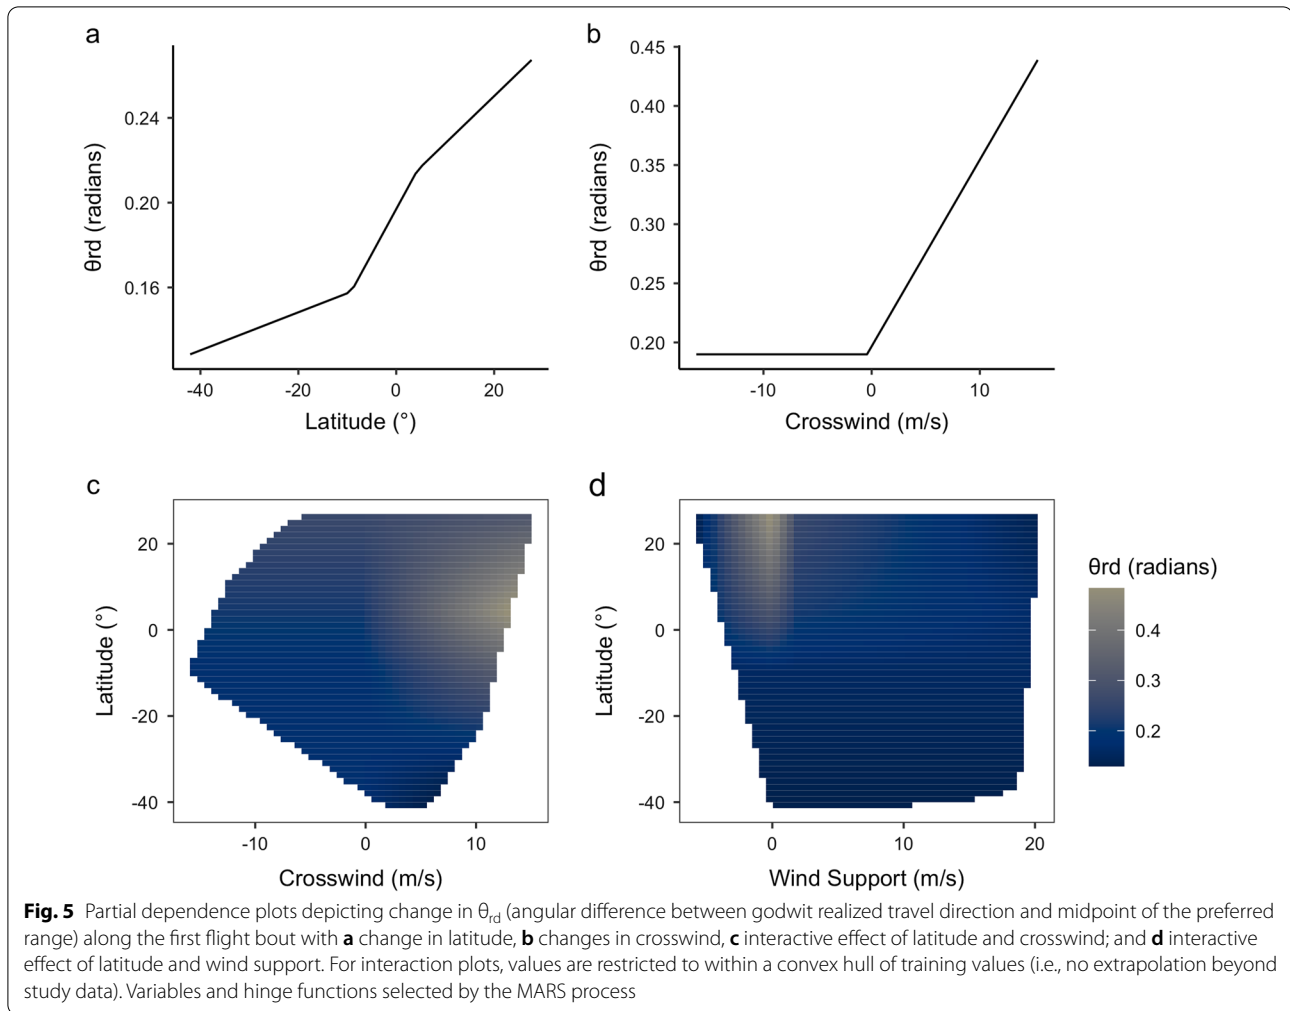 a
θrd (radians)
0.24
0.20
0.16
-40
-20
0
20
Latitude (°)
b
θrd (radians)
0.45
0.40
0.35
0.30
0.25
0.20
-10
0
10
Crosswind (m/s)
c
Latitude (°)
20
0
-20
-40
-10
0
10
Crosswind (m/s)
d
Latitude (°)
20
0
-20
-40
0
10
20
Wind Support (m/s)
θrd (radians)
0.4
0.3
0.2
Fig. 5 Partial dependence plots depicting change in θrd (angular difference between godwit realized travel direction and midpoint of the preferred
range) along the first flight bout with a change in latitude, b changes in crosswind, c interactive effect of latitude and crosswind; and d interactive
effect of latitude and wind support. For interaction plots, values are restricted to within a convex hull of training values (i.e., no extrapolation beyond
study data). Variables and hinge functions selected by the MARS process